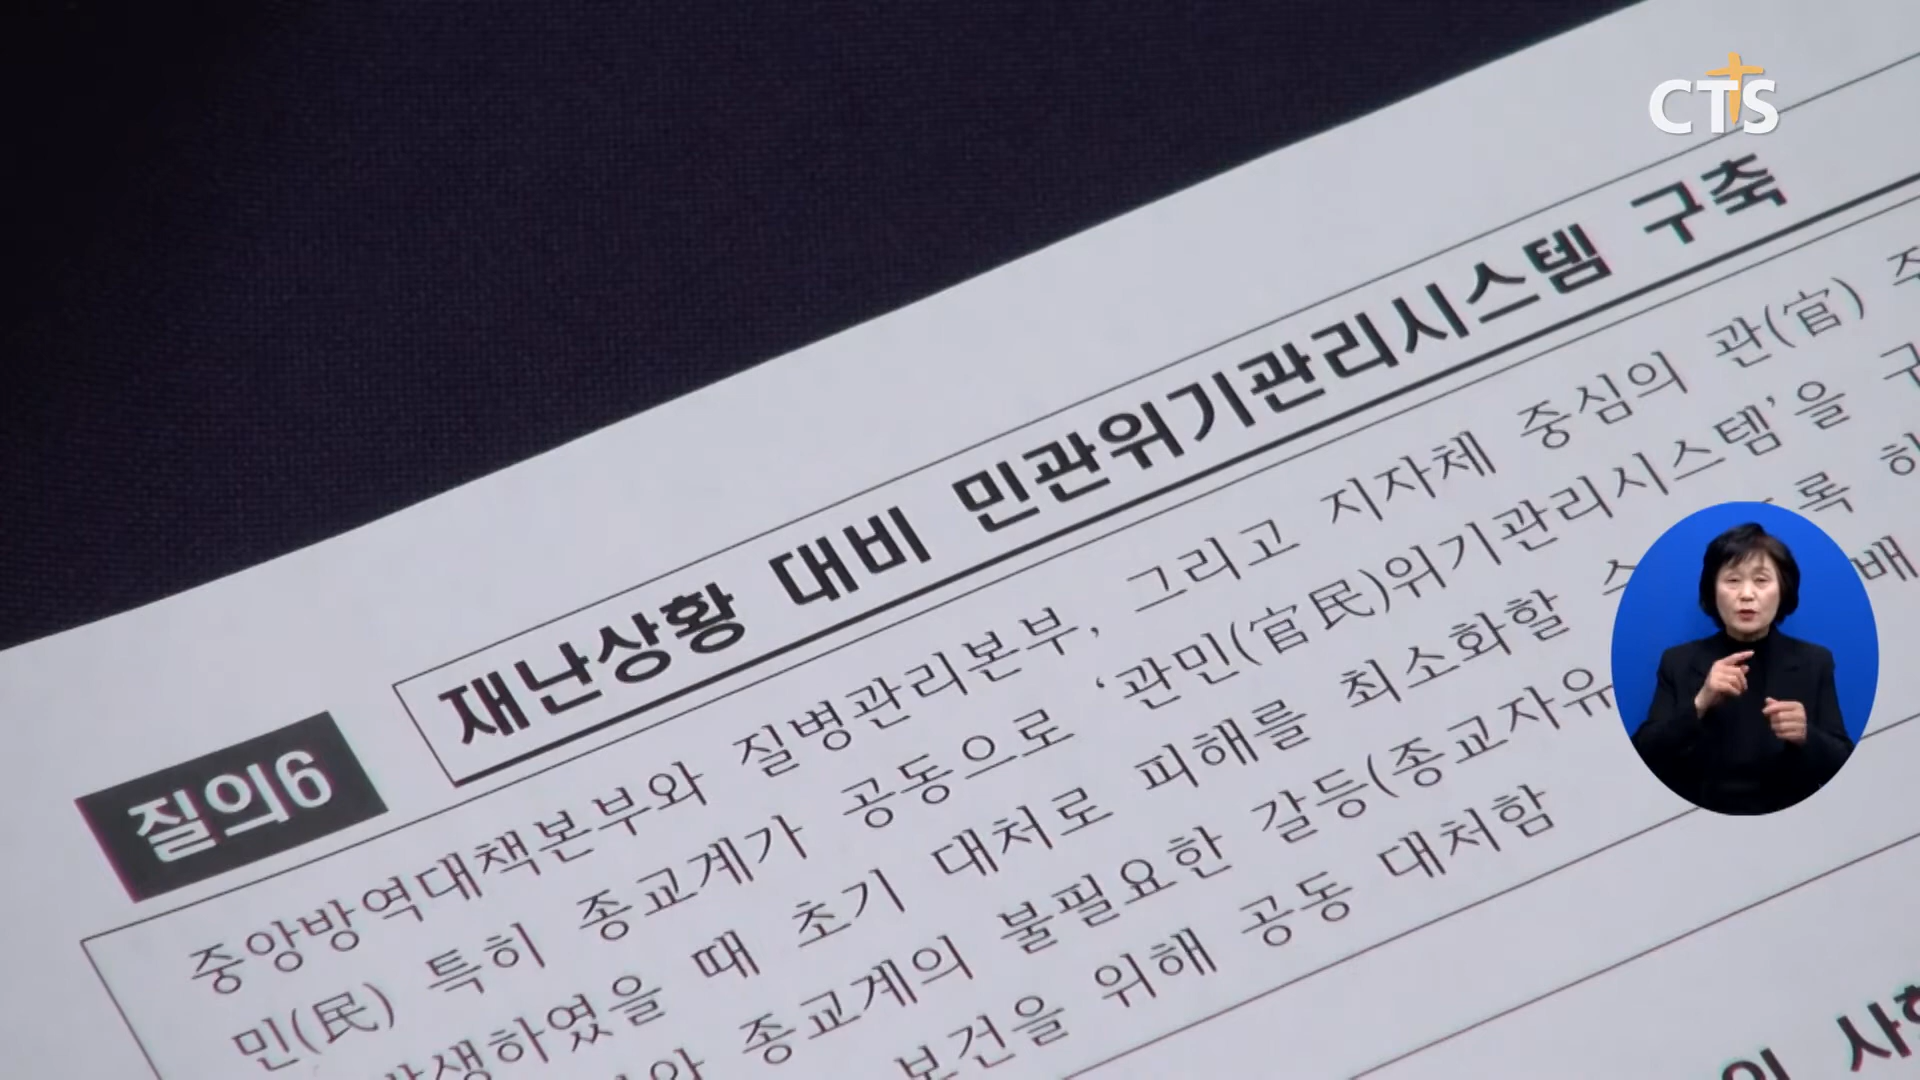 CTS
질의6 재난상황 대비 민관위기관리시스템 구축
중앙방역대책본부와 질병관리본부, 그리고 지자체 중심의 관(官)
민(民) 특히 종교계가 공동으로 ‘관민(官民)위기관리시스템’을
발생하였을 때 초기 대처로 피해를 최소화할
종교계의 불필요한 갈등(종교자유
보건을 위해 공동 대처함